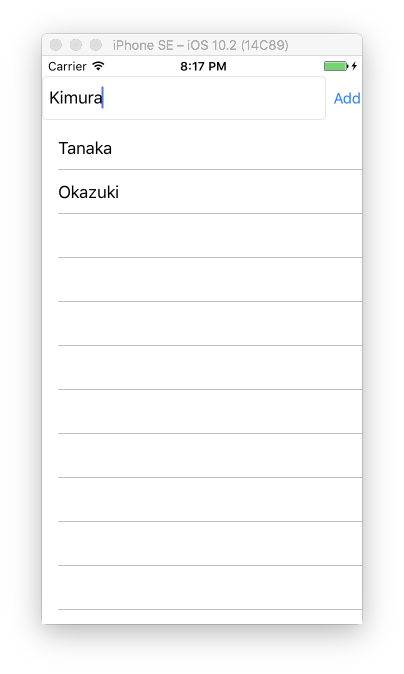 iPhone SE – iOS 10.2 (14C89)
Carrier 8:17 PM
Kimura Add
Tanaka
Okazuki